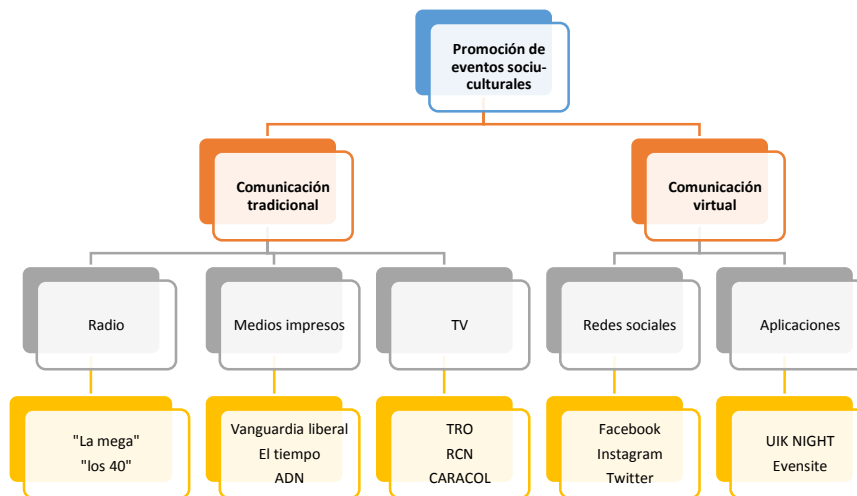 Promoción de
eventos sociu-
culturales
Comunicación
tradicional
Comunicación
virtual
Radio
Medios impresos
TV
Redes sociales
Aplicaciones
"La mega"
"los 40"
Vanguardia liberal
El tiempo
ADN
TRO
RCN
CARACOL
Facebook
Instagram
Twitter
UIK NIGHT
Evensite